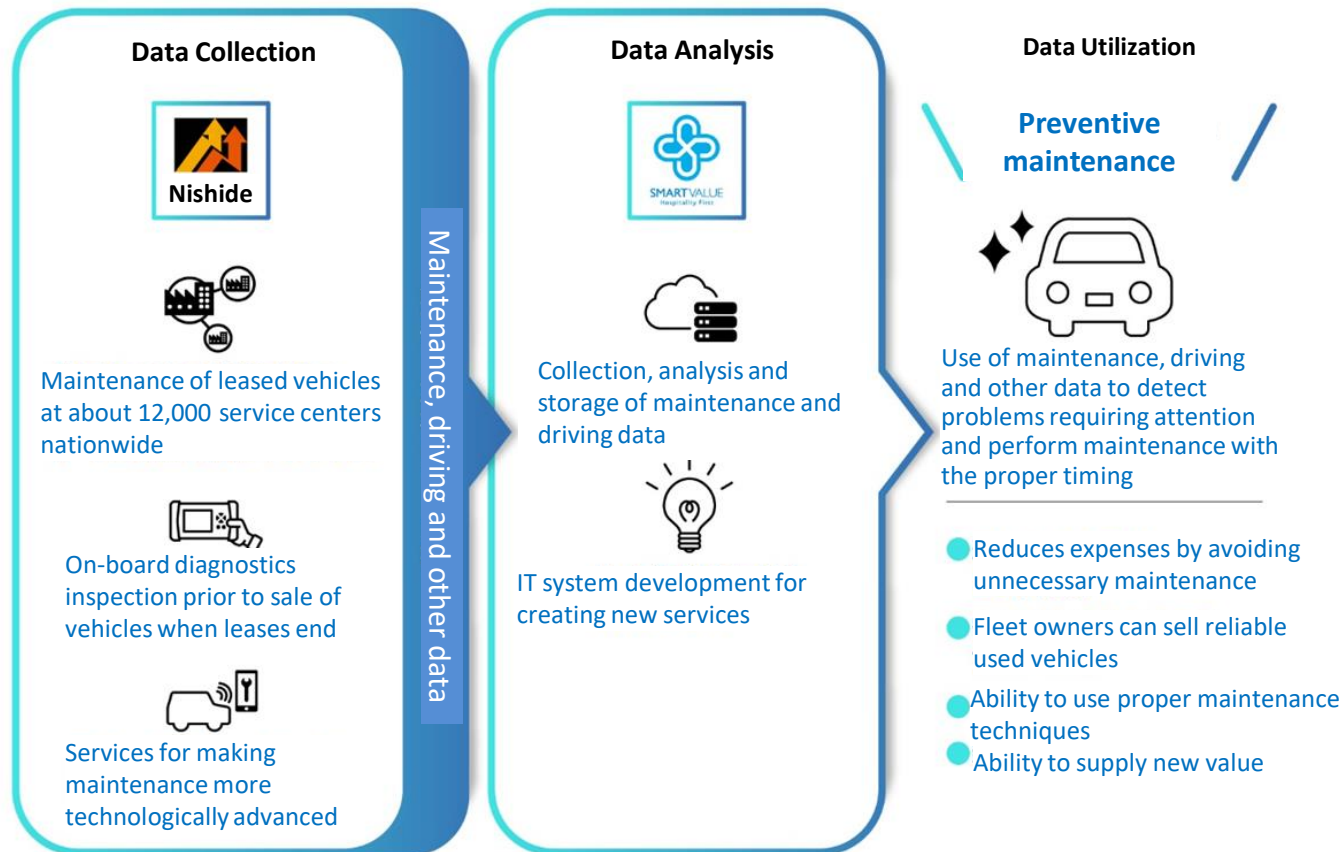 Data Collection
Nishide
Maintenance of leased vehicles
at about 12,000 service centers
nationwide
On-board diagnostics
inspection prior to sale of
vehicles when leases end
Services for making
maintenance more
technologically advanced
Maintenance, driving and other data
Data Analysis
SMARTVALUE
Hospitality First
Collection, analysis and
storage of maintenance and
driving data
IT system development for
creating new services
Data Utilization
Preventive
maintenance
Use of maintenance, driving
and other data to detect
problems requiring attention
and perform maintenance with
the proper timing
Reduces expenses by avoiding
unnecessary maintenance
Fleet owners can sell reliable
used vehicles
Ability to use proper maintenance
techniques
Ability to supply new value